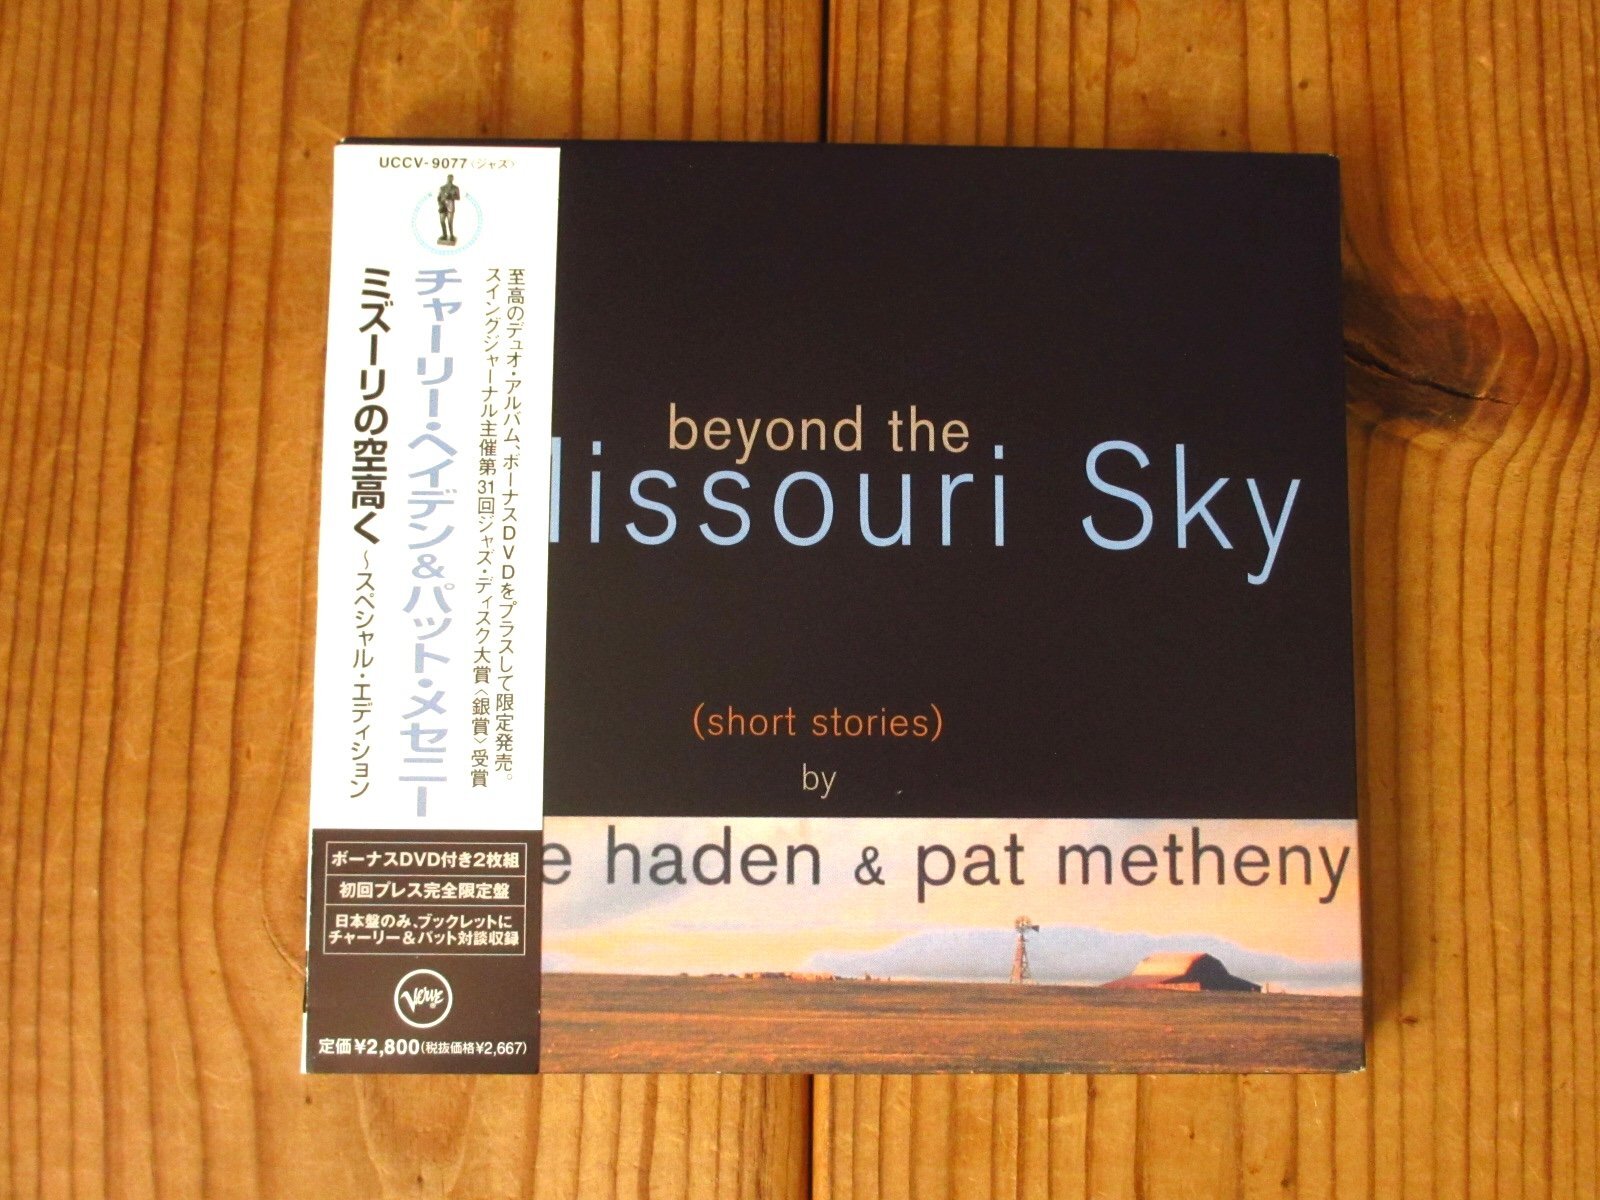 UCCV-9077〈ジャズ〉
至高のデュオ・アルバム、ボーナスDVDをプラスして限定発売。
スイングジャーナル主催第31回ジャズ・ディスク大賞〈銀賞〉受賞
チャーリー・ヘイデン&パット・メセニー
ミズーリの空高く ～スペシャル・エディション
ボーナスDVD付き2枚組
初回プレス完全限定盤
日本盤のみ、ブックレットに
チャーリー&パット対談収録
Verve
定価¥2,800(税抜価格¥2,667)
beyond the
issouri Sky
(short stories)
by
e haden & pat metheny